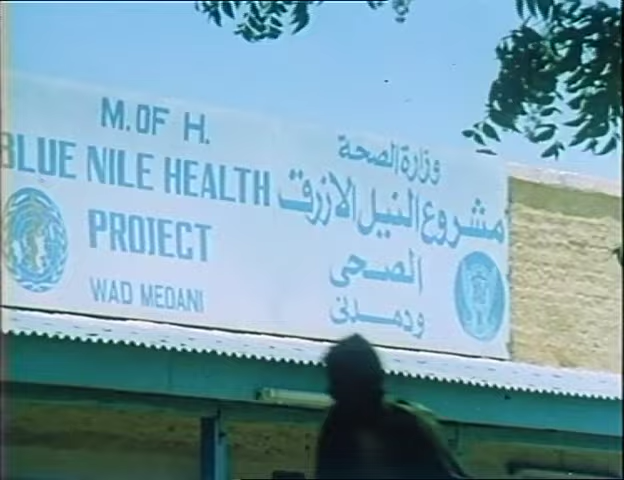 M. OF H.
BLUE NILE HEALTH
PROJECT
WAD MEDANI
وزارة الصحة
مشروع النيل الازرق
الصحى
ودمدنى